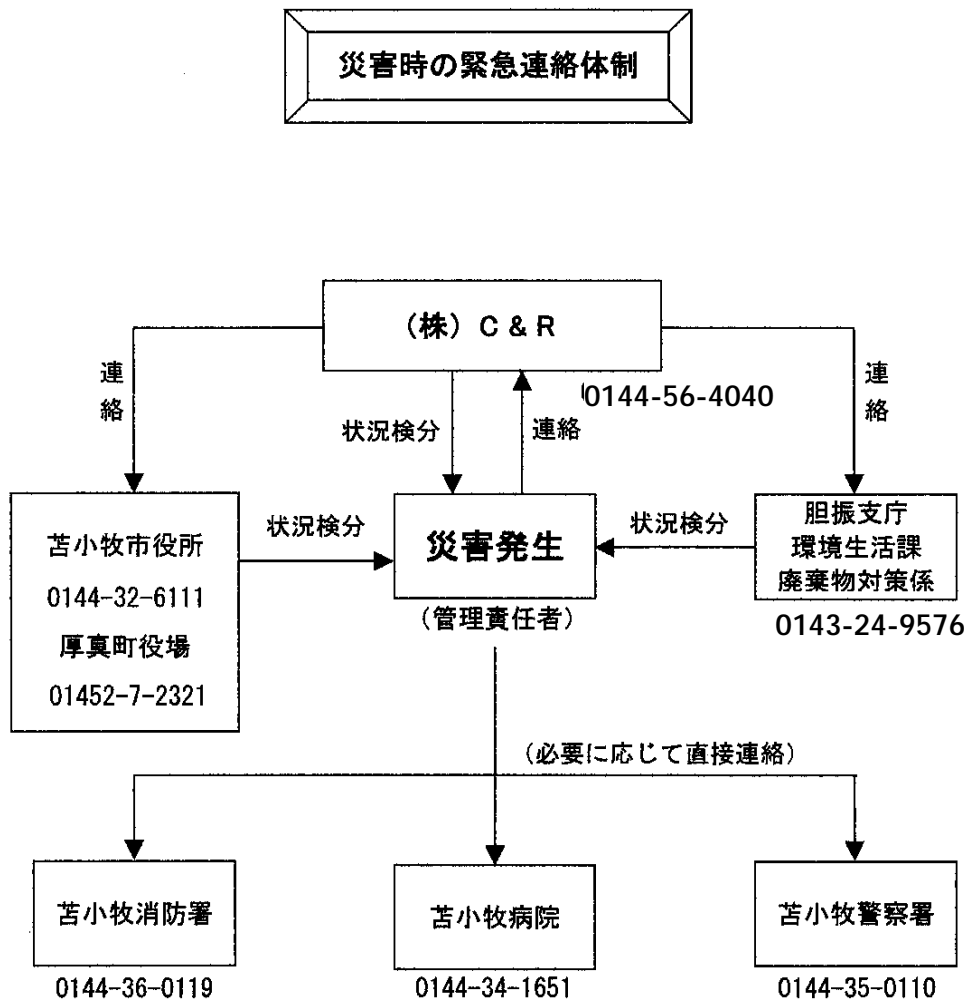 災害時の緊急連絡体制
(株)C&R
0144-56-4040
連絡
状況検分
連絡
連絡
苫小牧市役所
0144-32-6111
厚真町役場
01452-7-2321
状況検分
災害発生
(管理責任者)
状況検分
胆振支庁
環境生活課
廃棄物対策係
0143-24-9576
(必要に応じて直接連絡)
苫小牧消防署
0144-36-0119
苫小牧病院
0144-34-1651
苫小牧警察署
0144-35-0110